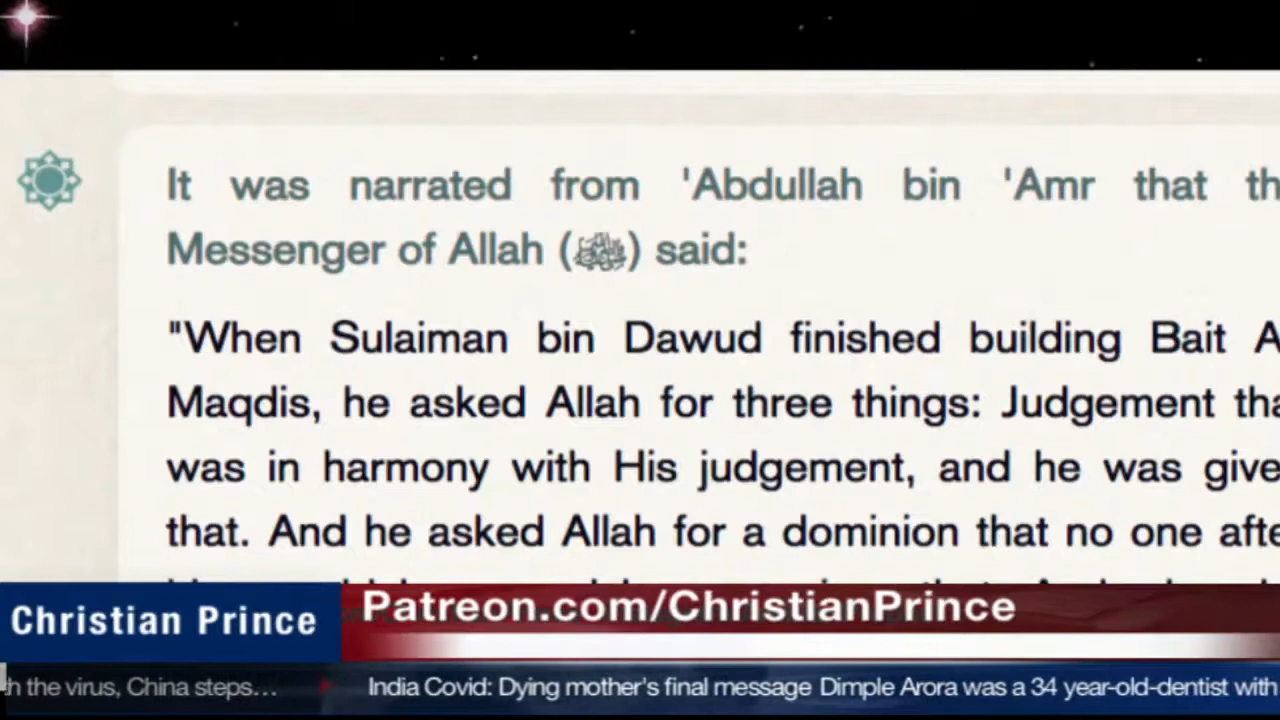 It was narrated from 'Abdullah bin 'Amr that th
Messenger of Allah (ﷺ) said:
"When Sulaiman bin Dawud finished building Bait A
Maqdis, he asked Allah for three things: Judgement tha
was in harmony with His judgement, and he was give
that. And he asked Allah for a dominion that no one afte
Christian Prince
Patreon.com/ChristianPrince
h the virus, China steps...
India Covid: Dying mother's final message Dimple Arora was a 34 year-old-dentist with